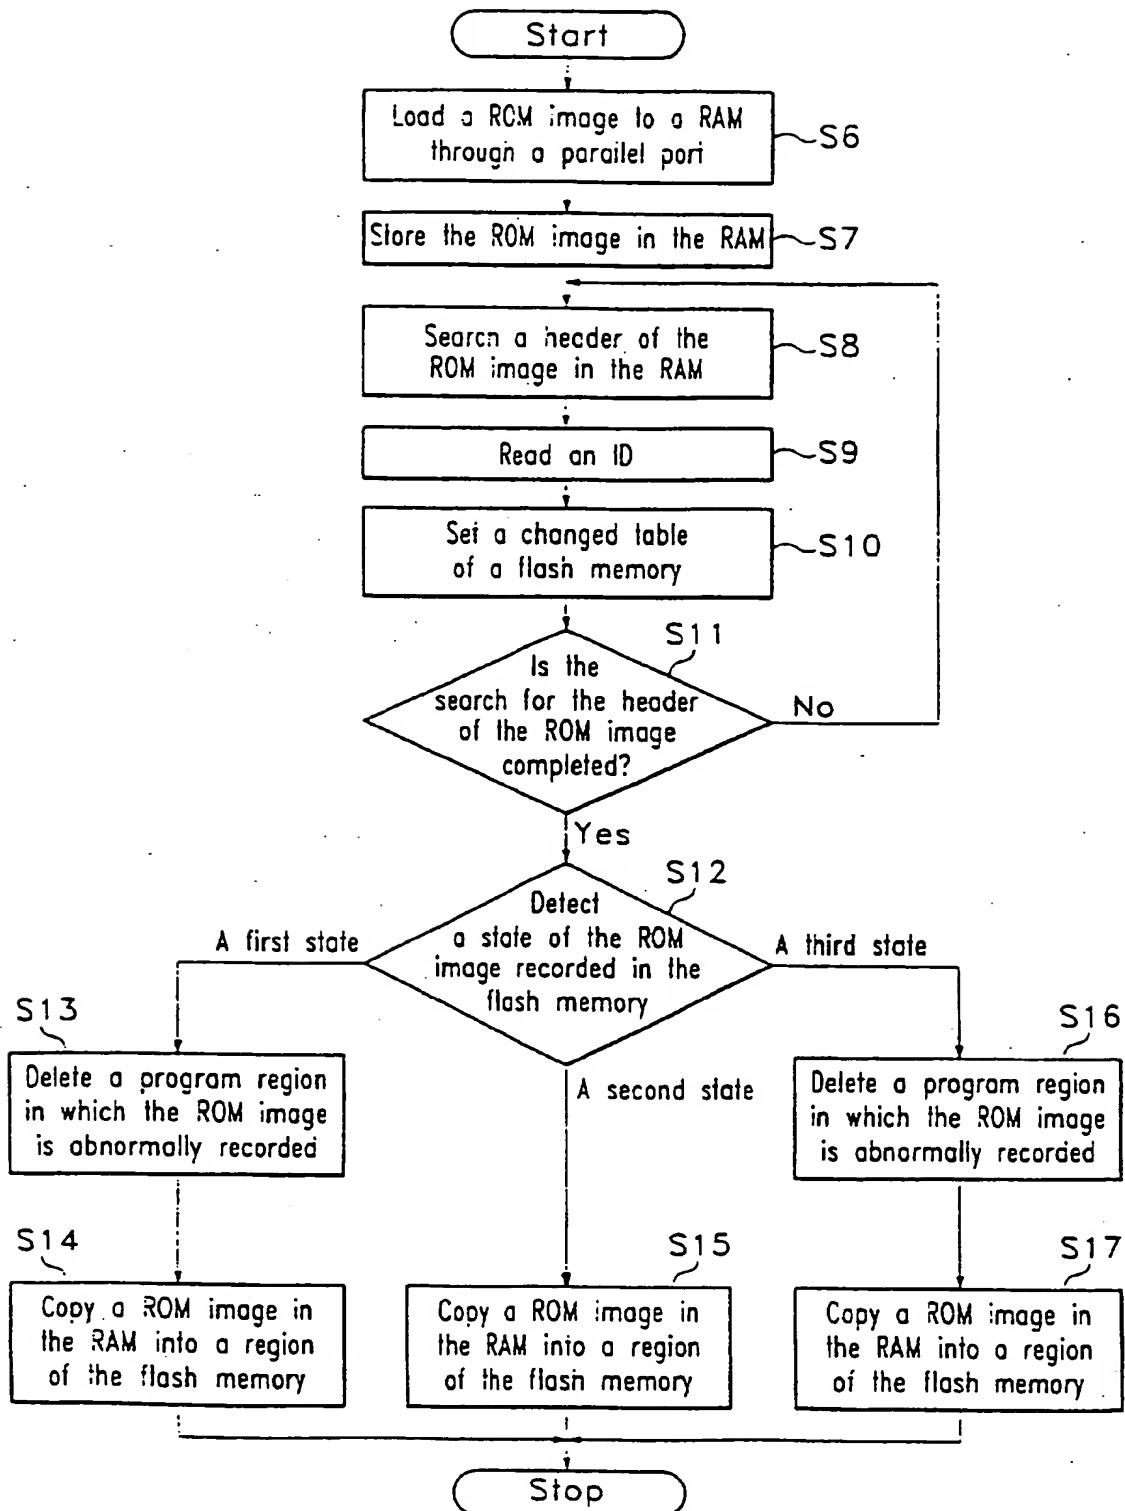 Start
Load a ROM image to a RAM
through a parallel port
S6
Store the ROM image in the RAM
S7
Search a header of the
ROM image in the RAM
S8
Read an ID
S9
Set a changed table
of a flash memory
S10
S11
Is the
search for the header
of the ROM image
completed?
No
Yes
S12
Detect
a state of the ROM
image recorded in the
flash memory
A first state
A third state
A second state
S13
Delete a program region
in which the ROM image
is abnormally recorded
S16
Delete a program region
in which the ROM image
is abnormally recorded
S14
Copy a ROM image in
the RAM into a region
of the flash memory
S15
Copy a ROM image in
the RAM into a region
of the flash memory
S17
Copy a ROM image in
the RAM into a region
of the flash memory
Stop